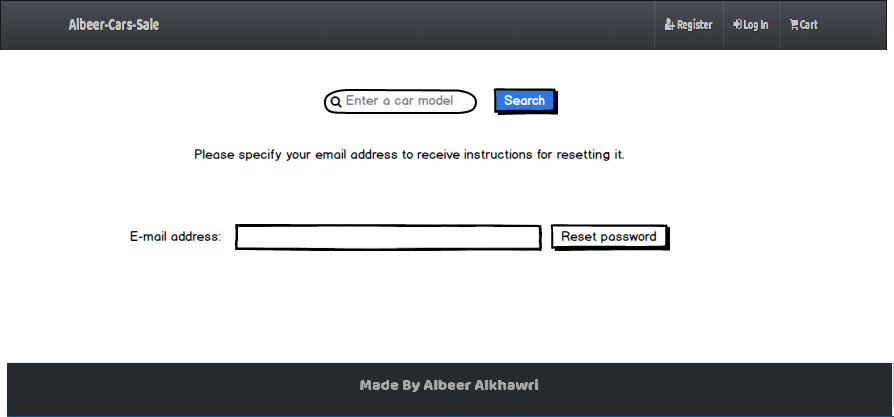 Albeer-Cars-Sale
Register
Log In
Cart
Enter a car model
Search
Please specify your email address to receive instructions for resetting it.
E-mail address:
Reset password
Made By Albeer Alkhawri